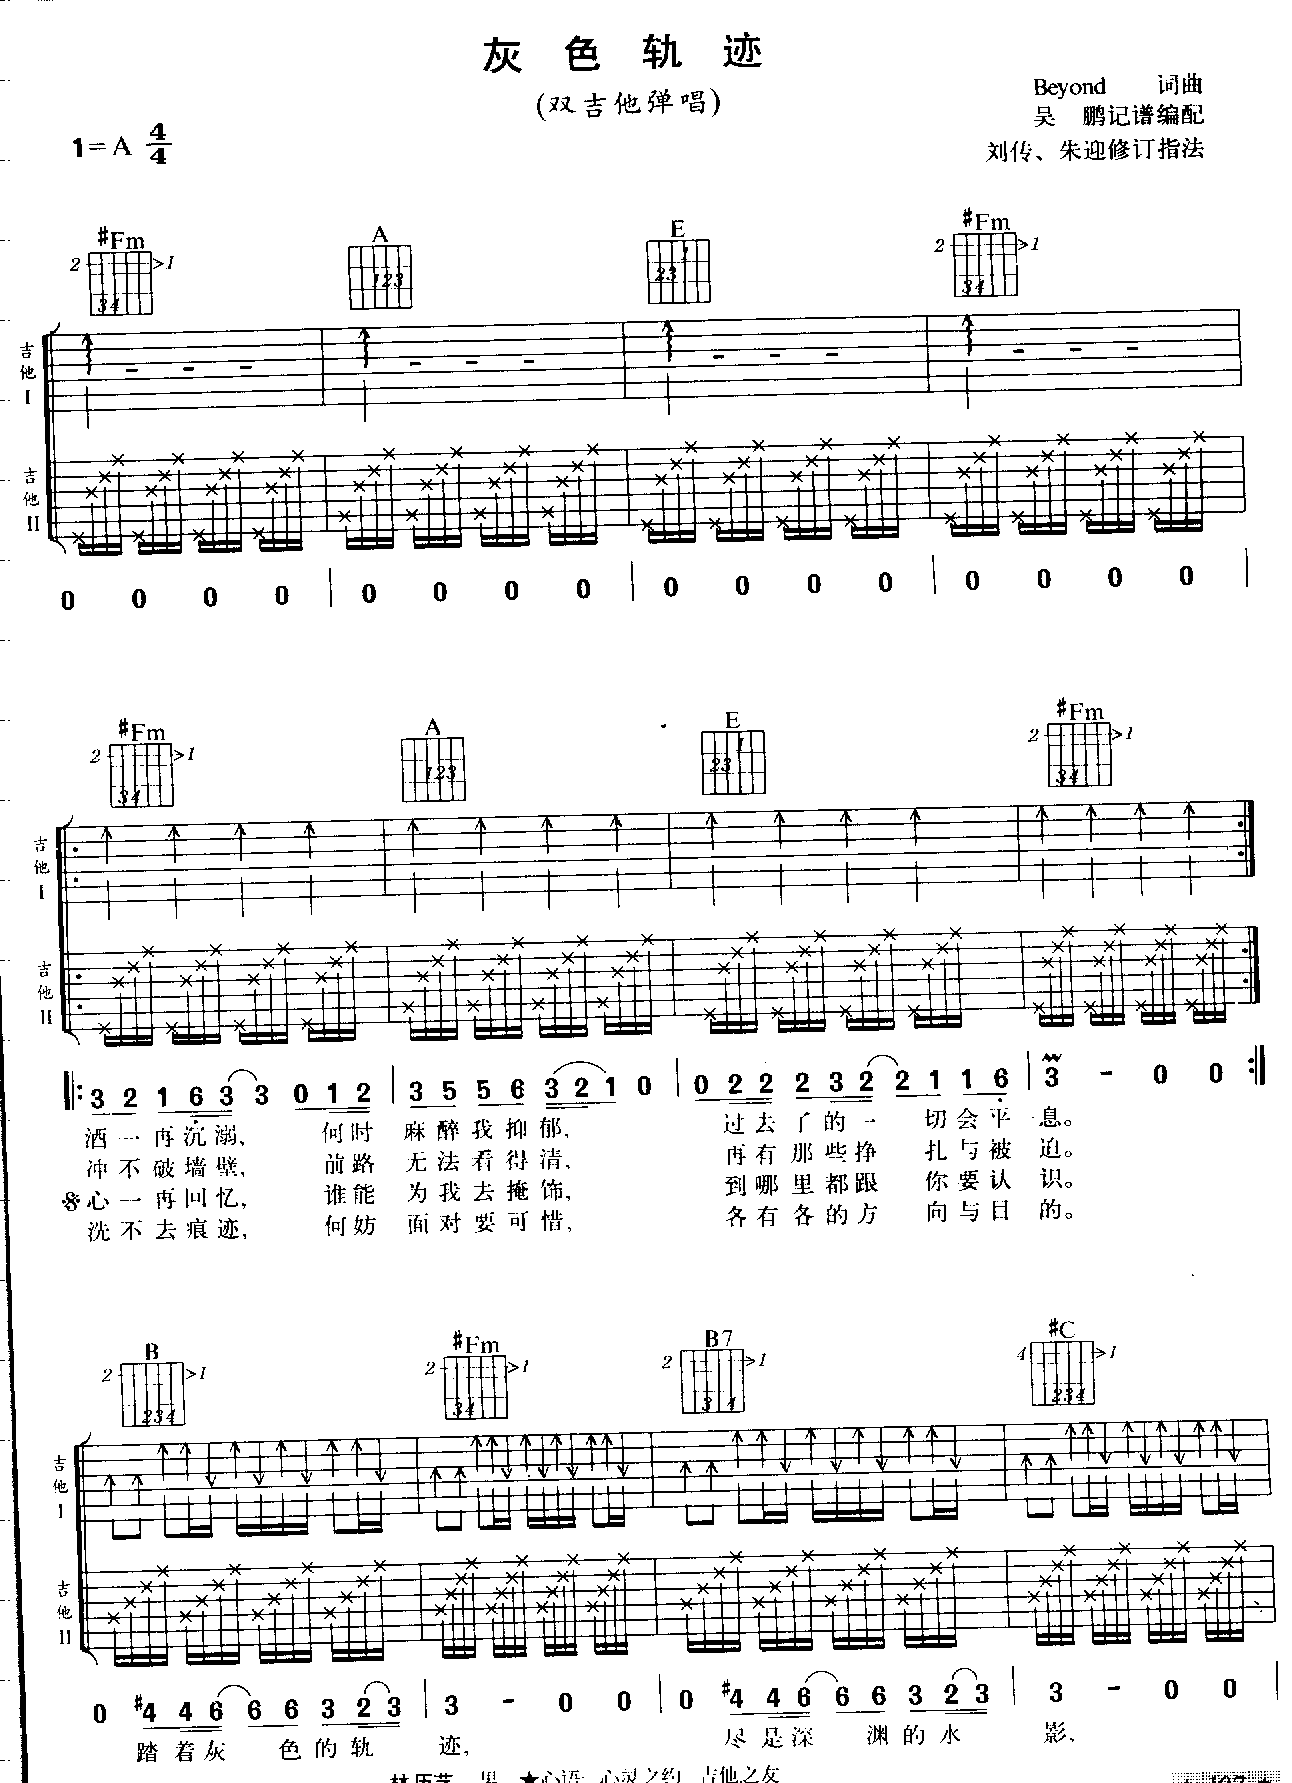 灰色轨迹
(双吉他弹唱)
Beyond 词曲
吴 鹏记谱编配
刘传、朱迎修订指法
1=A 4/4
#Fm A E #Fm
2 >1 34 123 1 23 2 >1 34
吉他 I
吉他 II
0 0 0 0 | 0 0 0 0 | 0 0 0 0 | 0 0 0 0 |
#Fm A E #Fm
2 >1 34 123 1 23 2 >1 34
吉他 I
吉他 II
3 2 1 6 3 3 0 1 2 | 3 5 5 6 3 2 1 0 | 0 2 2 2 3 2 2 1 1 6 | 3 - 0 0 :
酒一再沉溺, 何时 麻醉我抑郁, 过去了的一 切会平息。
冲不破墙壁, 前路 无法看得清, 再有那些挣 扎与被迫。
心一再回忆, 谁能 为我去掩饰, 到哪里都跟 你要认识。
洗不去痕迹, 何妨 面对要可惜, 各有各的方 向与目的。
B #Fm B7 #C
2 >1 234 2 >1 34 2 >1 3 4 4 >1 234
吉他 I
吉他 II
0 #4 4 6 6 6 3 2 3 | 3 - 0 0 | 0 #4 4 6 6 6 3 2 3 | 3 - 0 0 |
踏着灰 色的轨 迹, 尽是深 渊的水 影,
★心语 心灵之约 吉他之友